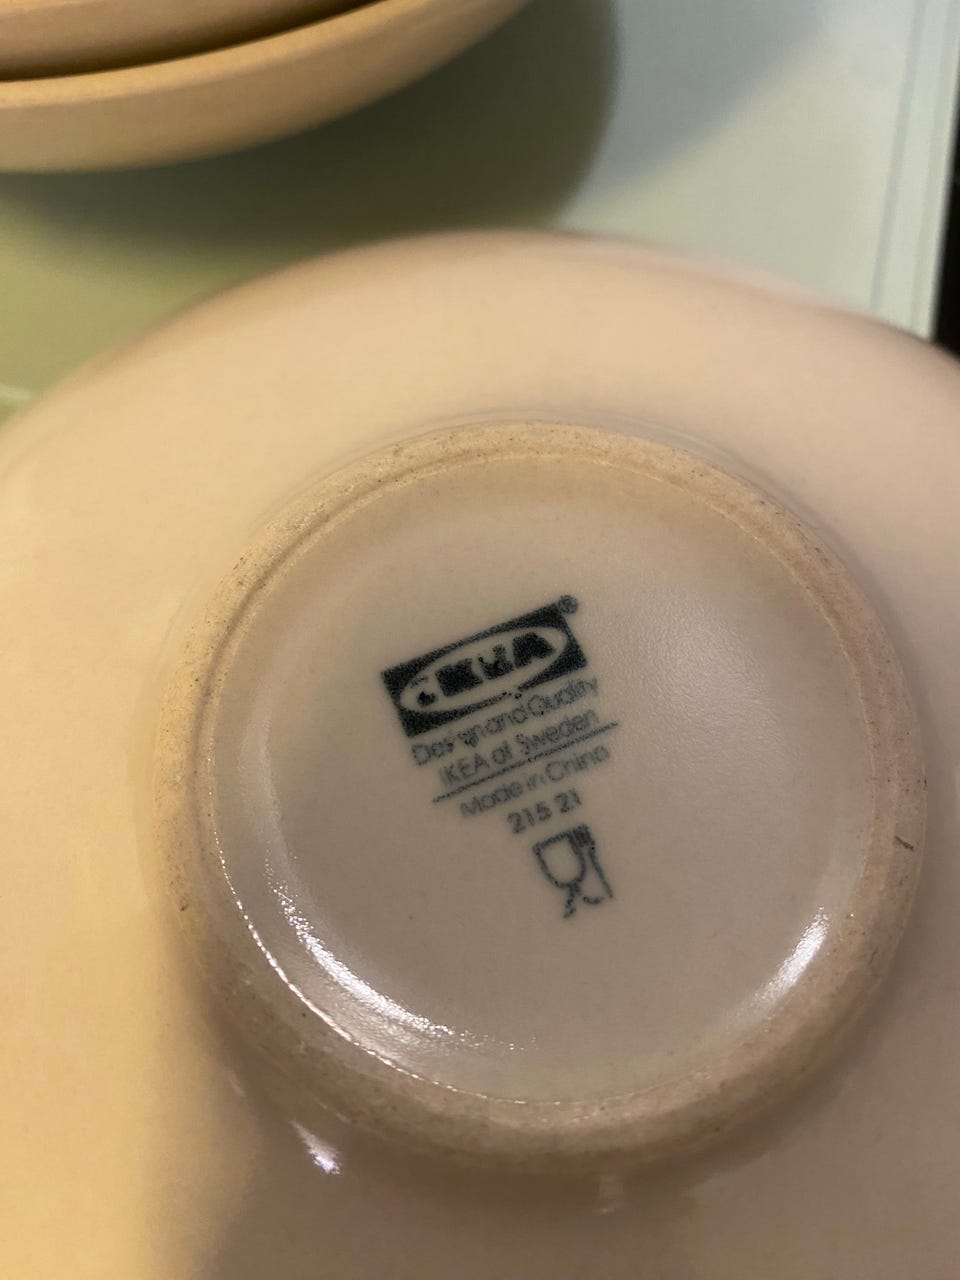 IKEA®
Design and Quality
IKEA of Sweden
Made in China
215 21